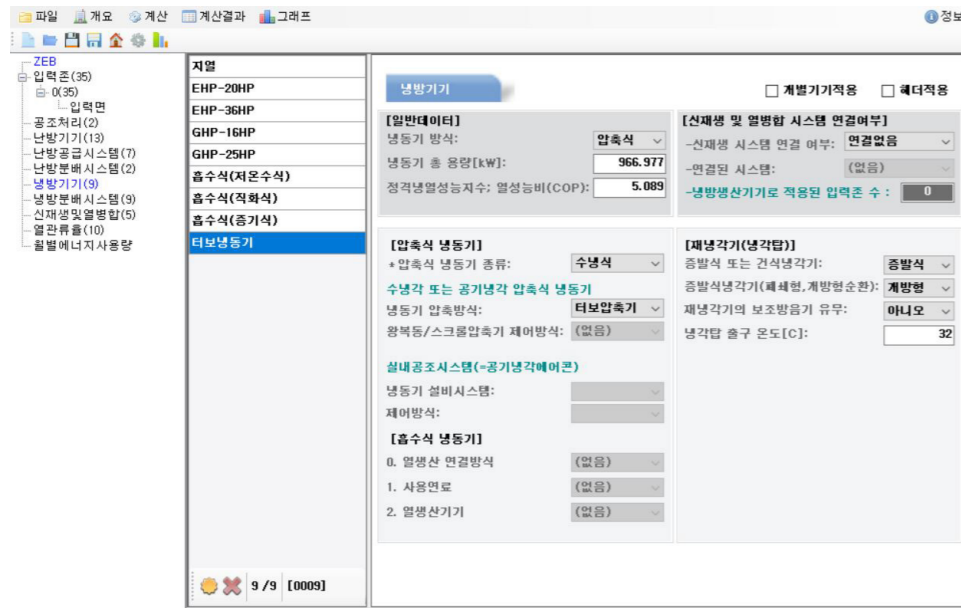 파일 개요 계산 계산결과 그래프 정보
ZEB
입력존(35)
0(35)
입력면
공조처리(2)
난방기기(13)
난방공급시스템(7)
난방분배시스템(2)
냉방기기(9)
냉방분배시스템(9)
신재생및열병합(5)
열관류율(10)
월별에너지사용량
지열
EHP-20HP
EHP-36HP
GHP-16HP
GHP-25HP
흡수식(저온수식)
흡수식(직화식)
흡수식(증기식)
터보냉동기
9/9 [0009]
냉방기기
개별기기적용 헤더적용
[일반데이터]
냉동기 방식: 압축식
냉동기 총 용량[kW]: 966.977
정격냉열성능지수; 열성능비(COP): 5.089
[신재생 및 열병합 시스템 연결여부]
-신재생 시스템 연결 여부: 연결없음
-연결된 시스템: (없음)
-냉방생산기기로 적용된 입력존 수 : 0
[압축식 냉동기]
*압축식 냉동기 종류: 수냉식
수냉각 또는 공기냉각 압축식 냉동기
냉동기 압축방식: 터보압축기
왕복동/스크롤압축기 제어방식: (없음)
실내공조시스템(=공기냉각에어콘)
냉동기 설비시스템:
제어방식:
[흡수식 냉동기]
0. 열생산 연결방식 (없음)
1. 사용연료 (없음)
2. 열생산기기 (없음)
[재냉각기(냉각탑)]
증발식 또는 건식냉각기: 증발식
증발식냉각기(폐쇄형,개방형순환): 개방형
재냉각기의 보조방음기 유무: 아니오
냉각탑 출구 온도[C]: 32